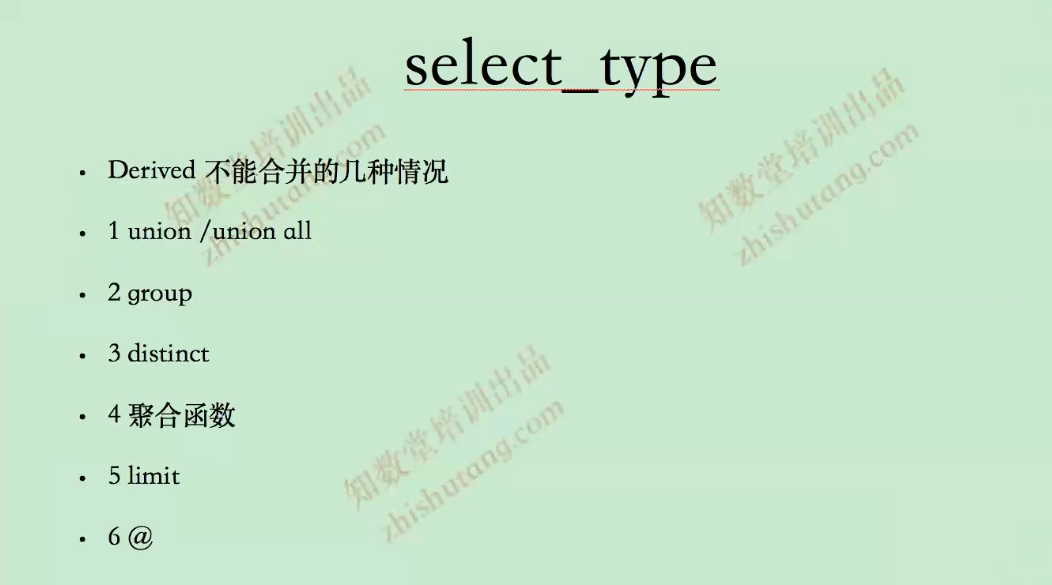 select_type
• Derived 不能合并的几种情况
• 1 union /union all
• 2 group
• 3 distinct
• 4 聚合函数
• 5 limit
• 6 @
知数堂培训出品
zhishutang.com
知数堂培训出品
zhishutang.com
知数堂培训出品
zhishutang.com